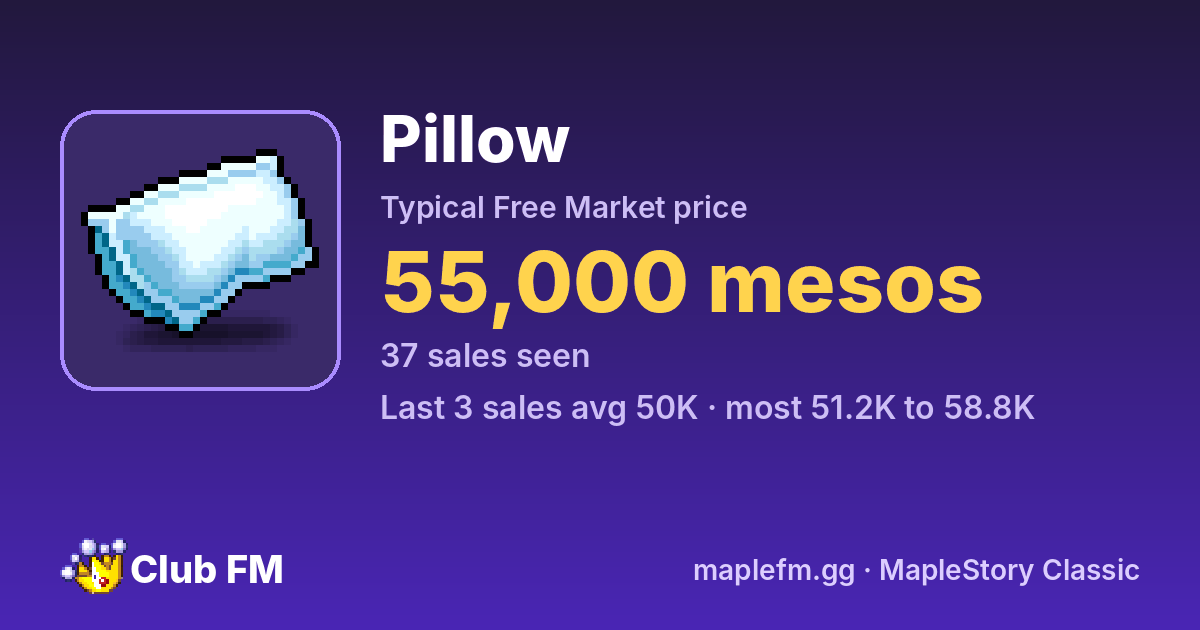 Pillow
Typical Free Market price
55,000 mesos
37 sales seen
Last 3 sales avg 50K · most 51.2K to 58.8K
Club FM
maplefm.gg · MapleStory Classic